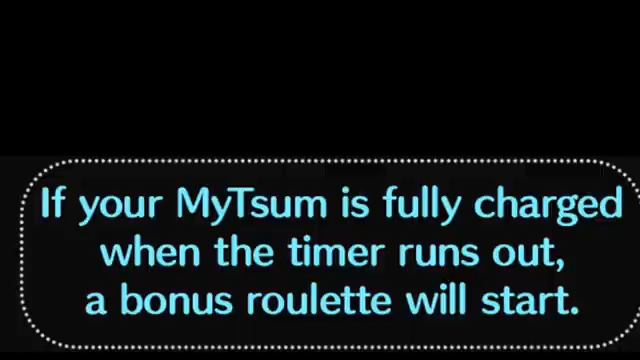 If your MyTsum is fully charged
when the timer runs out,
a bonus roulette will start.